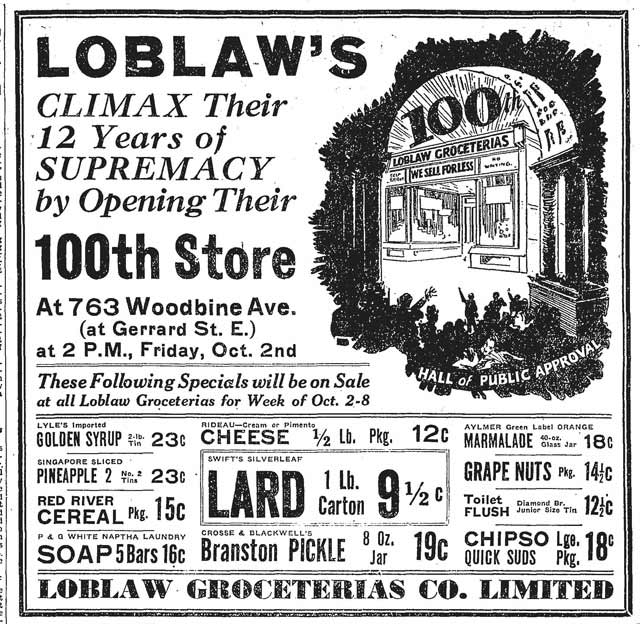 LOBLAW'S
CLIMAX Their
12 Years of
SUPREMACY
by Opening Their
100th Store
At 763 Woodbine Ave.
(at Gerrard St. E.)
at 2 P.M., Friday, Oct. 2nd
100th
LOBLAW GROCETERIAS
WE SELL FOR LESS
NO WAITING.
HALL of PUBLIC APPROVAL
These Following Specials will be on Sale
at all Loblaw Groceterias for Week of Oct. 2-8
LYLE'S Imported
GOLDEN SYRUP 2-lb. Tin 23c
SINGAPORE SLICED
PINEAPPLE 2 No. 2 Tins 23c
RED RIVER
CEREAL Pkg. 15c
P & G WHITE NAPTHA LAUNDRY
SOAP 5 Bars 16c
RIDEAU—Cream or Pimento
CHEESE ½ Lb. Pkg. 12c
SWIFT'S SILVERLEAF
LARD 1 Lb. Carton 9½c
CROSSE & BLACKWELL'S
Branston PICKLE 8 Oz. Jar 19c
AYLMER Green Label ORANGE
MARMALADE 40-oz. Glass Jar 18c
GRAPE NUTS Pkg. 14½c
Toilet FLUSH Diamond Br. Junior Size Tin 12½c
CHIPSO Lge. Pkg. 18c
QUICK SUDS
LOBLAW GROCETERIAS CO. LIMITED